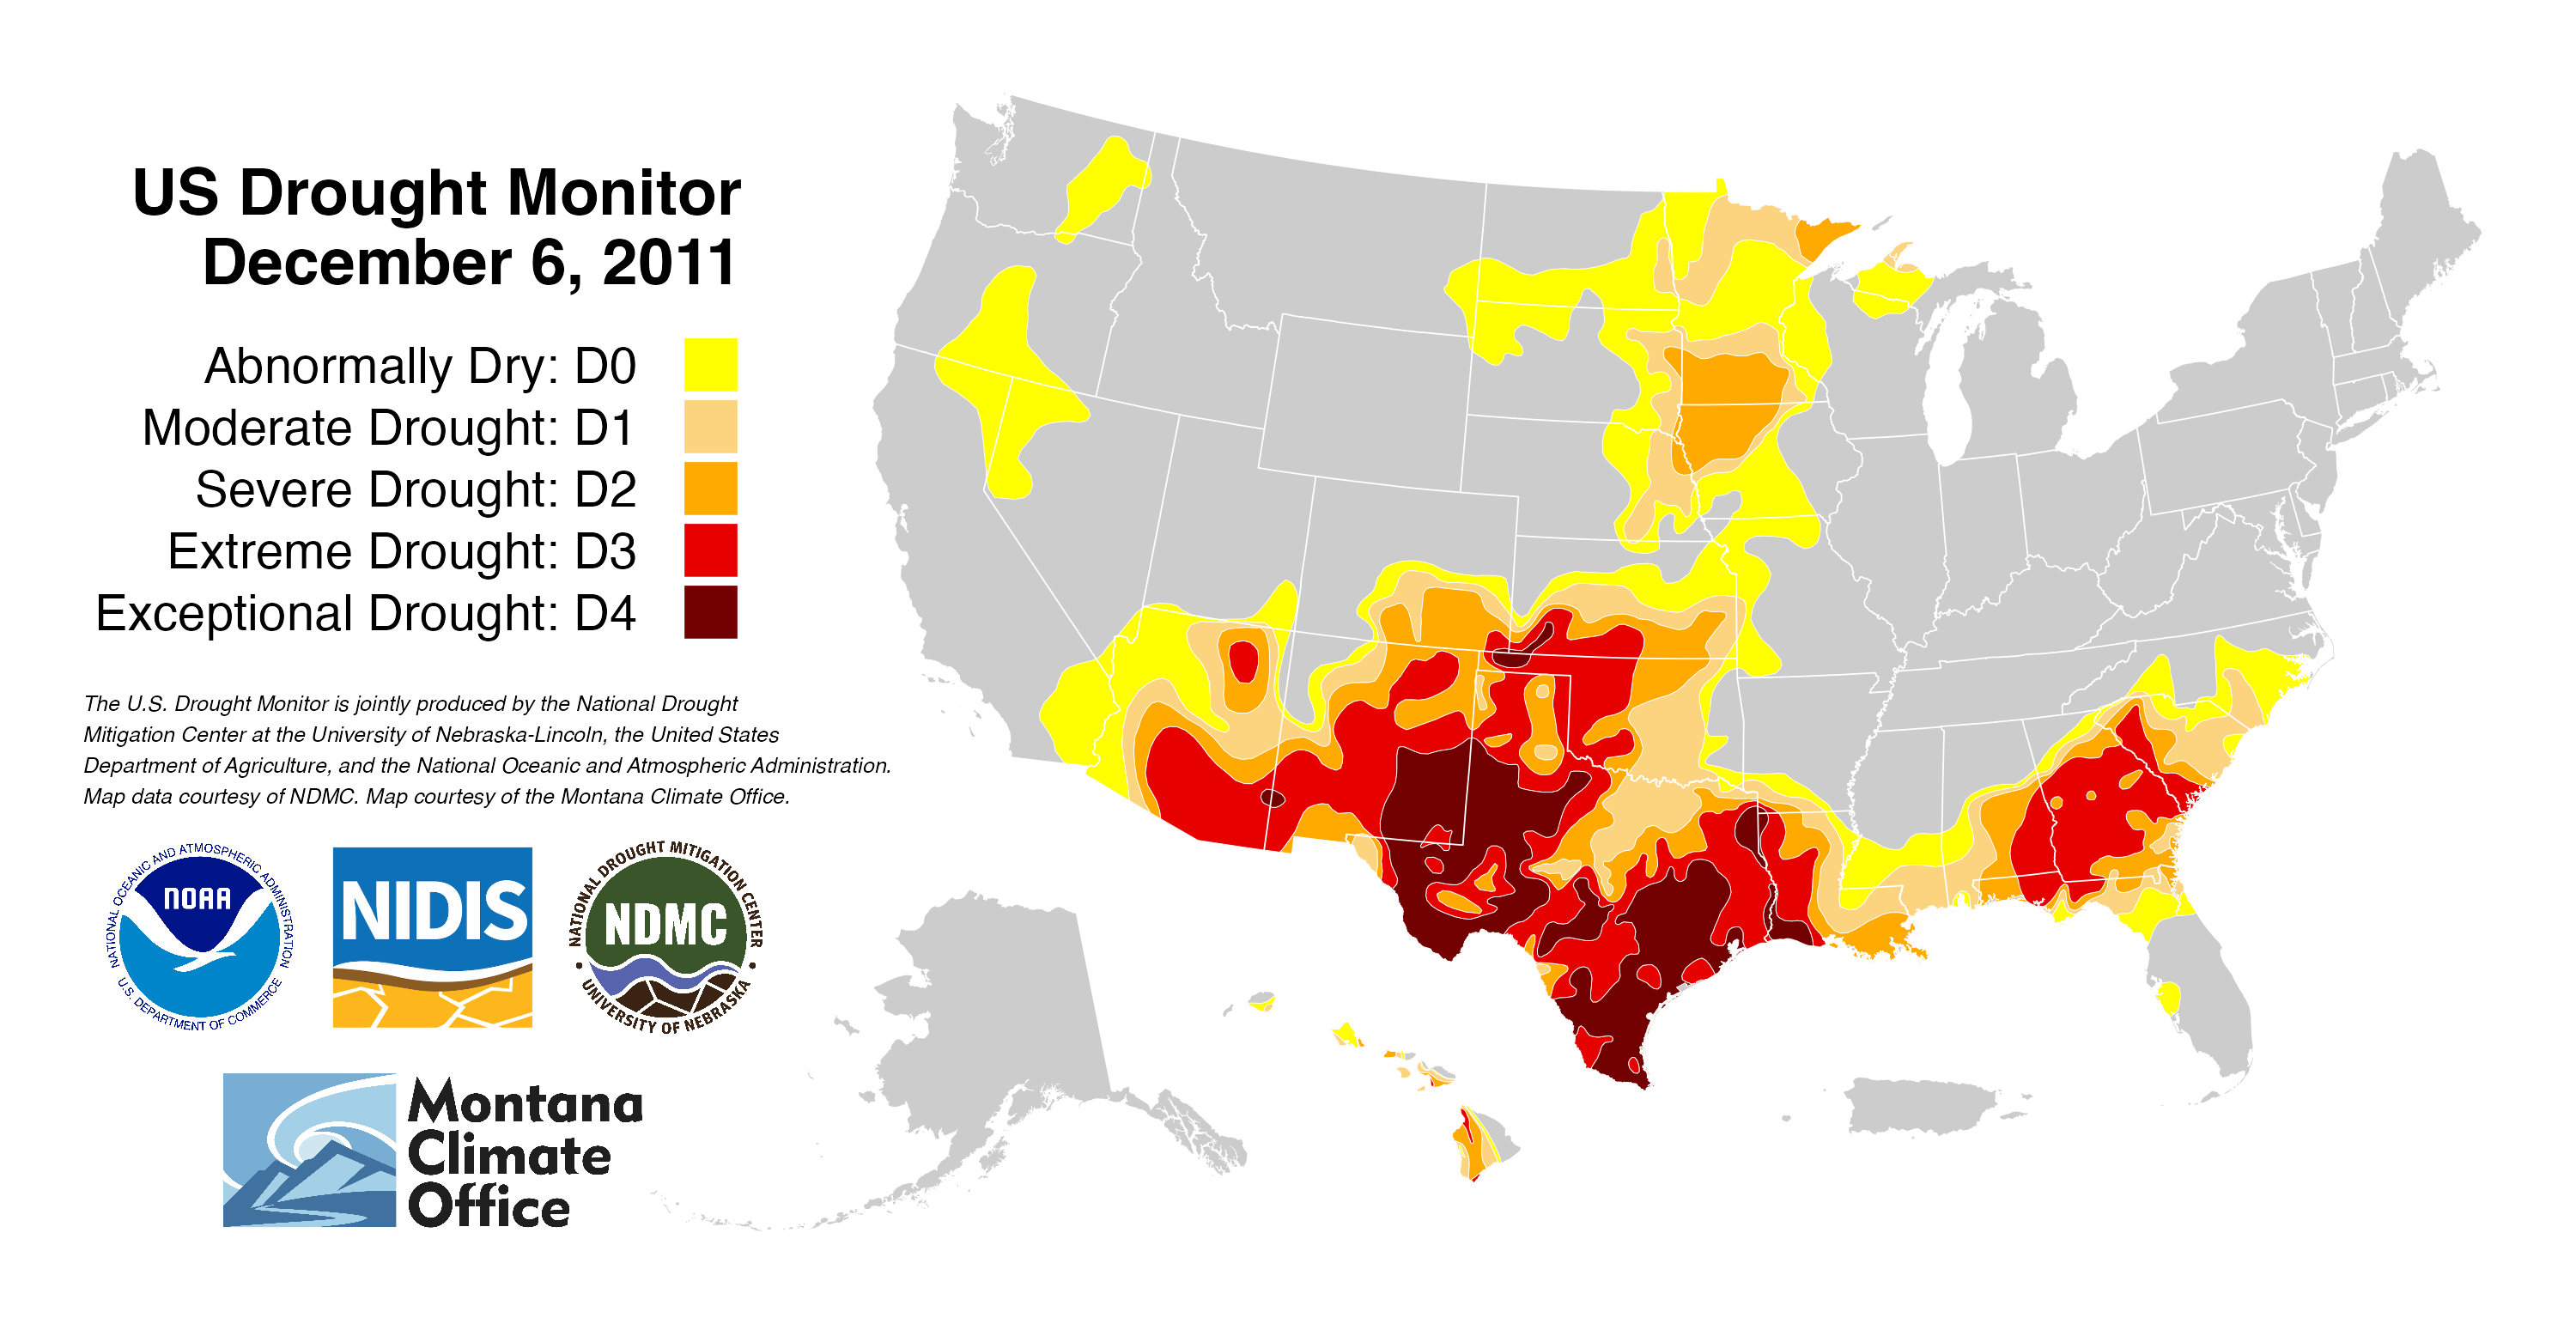 US Drought Monitor
December 6, 2011
Abnormally Dry: D0
Moderate Drought: D1
Severe Drought: D2
Extreme Drought: D3
Exceptional Drought: D4
The U.S. Drought Monitor is jointly produced by the National Drought
Mitigation Center at the University of Nebraska-Lincoln, the United States
Department of Agriculture, and the National Oceanic and Atmospheric Administration.
Map data courtesy of NDMC. Map courtesy of the Montana Climate Office.
NATIONAL OCEANIC AND ATMOSPHERIC ADMINISTRATION
NOAA
U.S. DEPARTMENT OF COMMERCE
NIDIS
NATIONAL DROUGHT MITIGATION CENTER
NDMC
UNIVERSITY OF NEBRASKA
Montana
Climate
Office